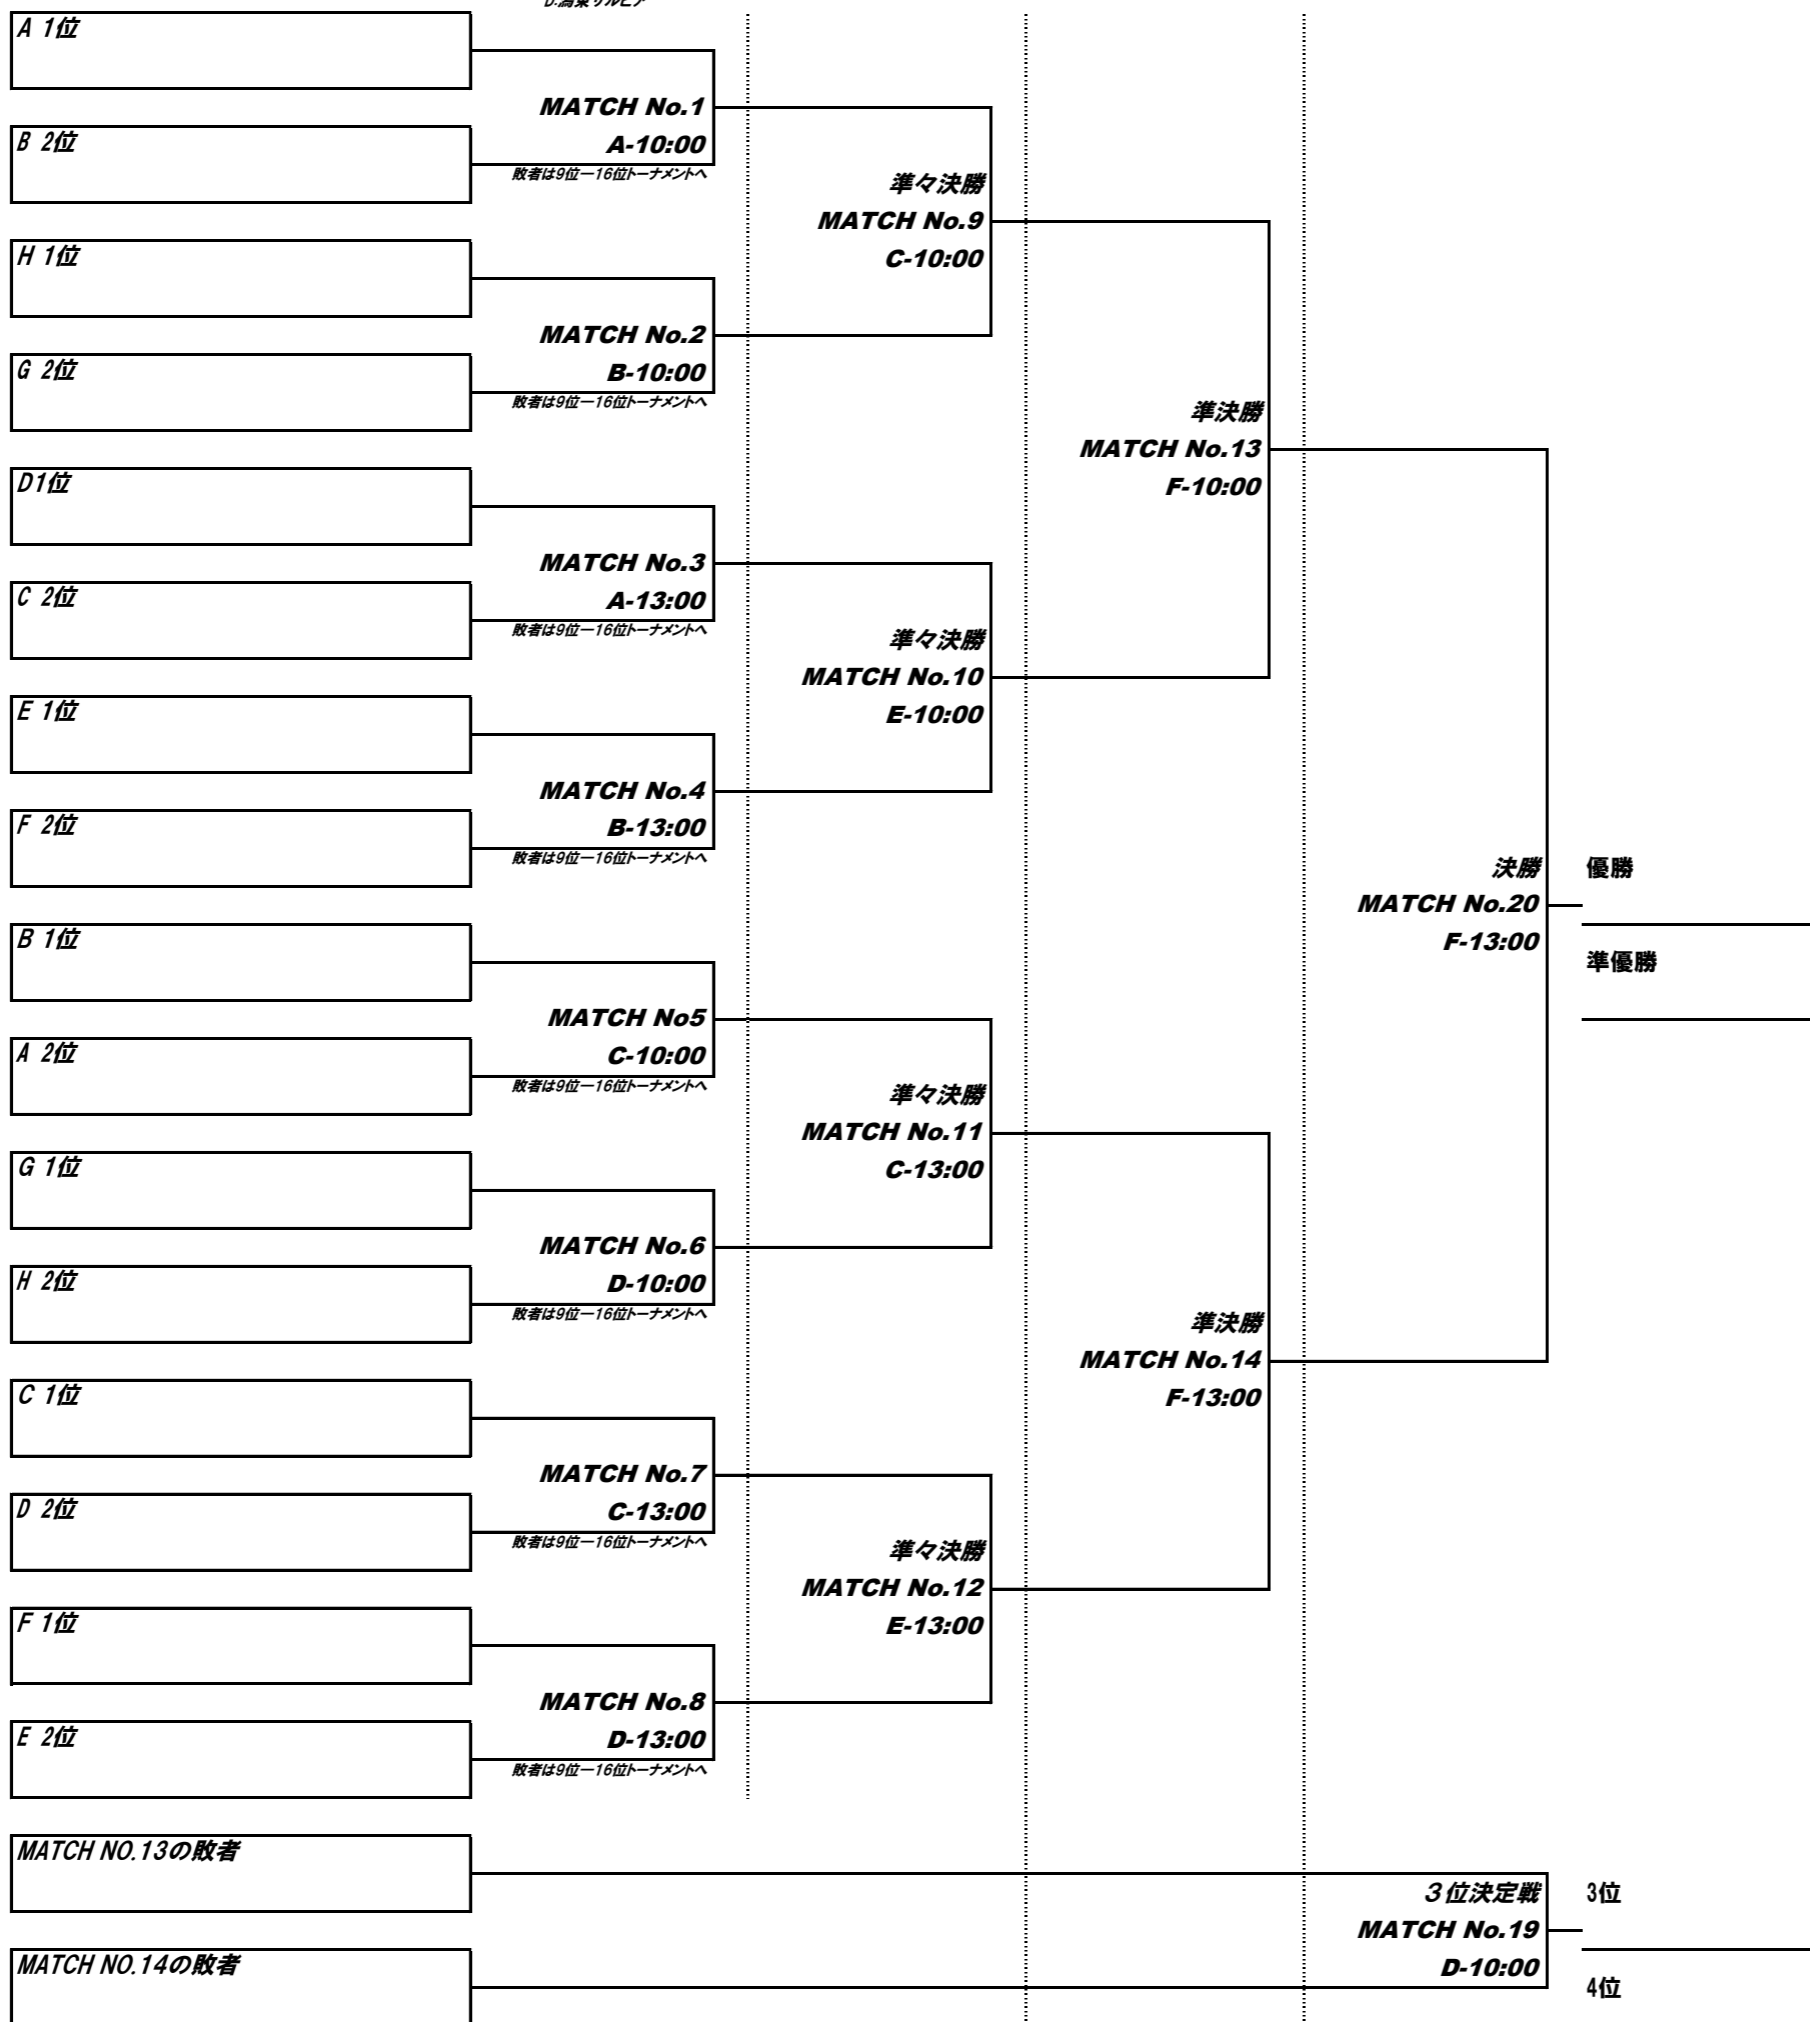 A 1位
MATCH No.1
A-10:00
B 2位
敗者は9位―16位トーナメントへ
準々決勝
MATCH No.9
C-10:00
H 1位
MATCH No.2
B-10:00
G 2位
敗者は9位―16位トーナメントへ
準決勝
MATCH No.13
F-10:00
D1位
MATCH No.3
A-13:00
C 2位
敗者は9位―16位トーナメントへ
準々決勝
MATCH No.10
E-10:00
E 1位
MATCH No.4
B-13:00
F 2位
敗者は9位―16位トーナメントへ
決勝
MATCH No.20
F-13:00
優勝
準優勝
B 1位
MATCH No5
C-10:00
A 2位
敗者は9位―16位トーナメントへ
準々決勝
MATCH No.11
C-13:00
G 1位
MATCH No.6
D-10:00
H 2位
敗者は9位―16位トーナメントへ
準決勝
MATCH No.14
F-13:00
C 1位
MATCH No.7
C-13:00
D 2位
敗者は9位―16位トーナメントへ
準々決勝
MATCH No.12
E-13:00
F 1位
MATCH No.8
D-13:00
E 2位
敗者は9位―16位トーナメントへ
MATCH NO.13の敗者
３位決定戦
MATCH No.19
D-10:00
3位
MATCH NO.14の敗者
4位